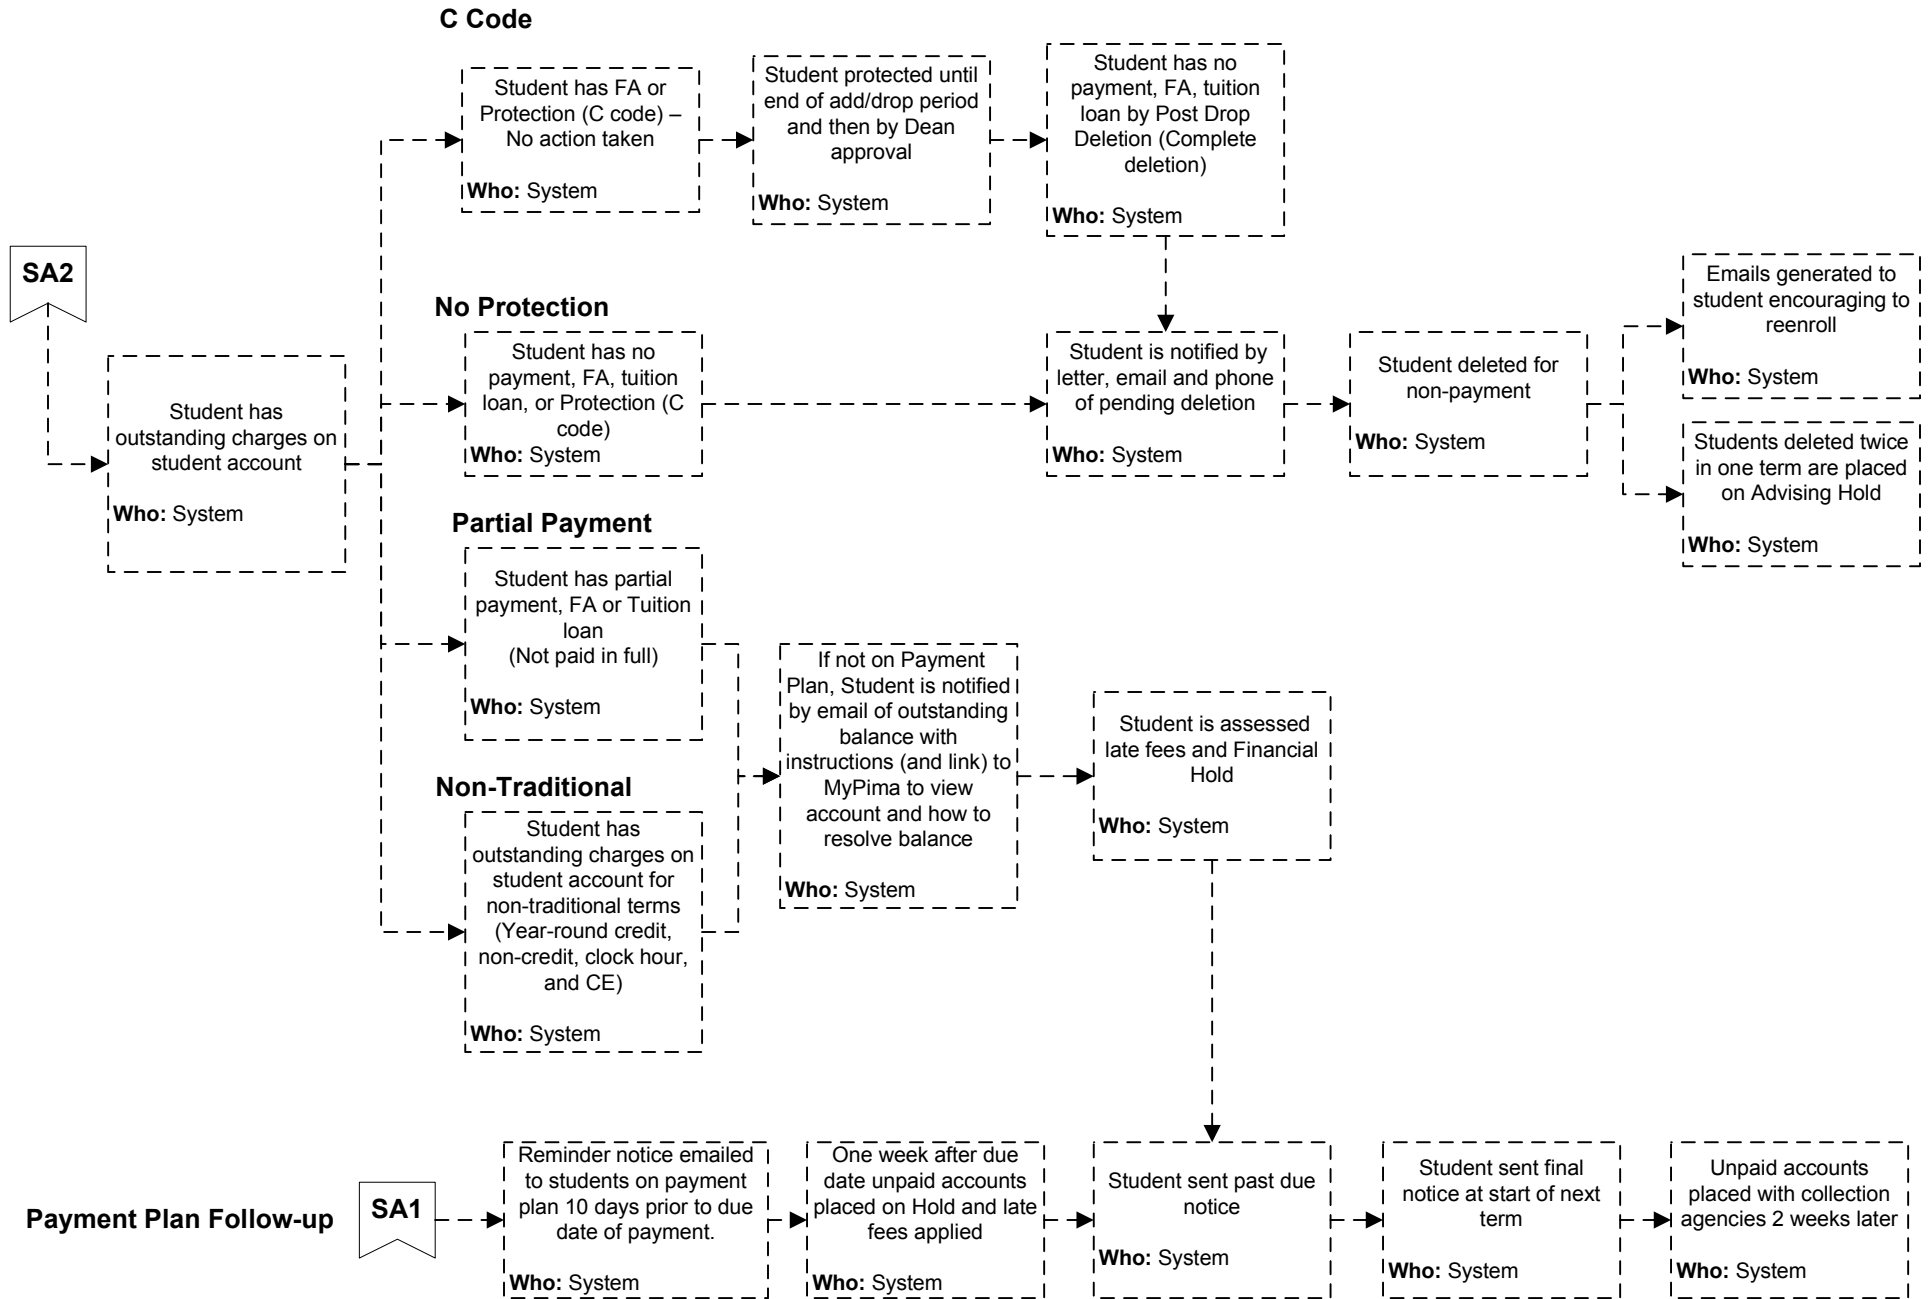 C Code
Student has FA or
Protection (C code) –
No action taken
Who: System
Student protected until
end of add/drop period
and then by Dean
approval
Who: System
Student has no
payment, FA, tuition
loan by Post Drop
Deletion (Complete
deletion)
Who: System
SA2
Student has
outstanding charges on
student account
Who: System
No Protection
Student has no
payment, FA, tuition
loan, or Protection (C
code)
Who: System
Student is notified by
letter, email and phone
of pending deletion
Who: System
Student deleted for
non-payment
Who: System
Emails generated to
student encouraging to
reenroll
Who: System
Students deleted twice
in one term are placed
on Advising Hold
Who: System
Partial Payment
Student has partial
payment, FA or Tuition
loan
(Not paid in full)
Who: System
Non-Traditional
Student has
outstanding charges on
student account for
non-traditional terms
(Year-round credit,
non-credit, clock hour,
and CE)
Who: System
If not on Payment
Plan, Student is notified
by email of outstanding
balance with
instructions (and link) to
MyPima to view
account and how to
resolve balance
Who: System
Student is assessed
late fees and Financial
Hold
Who: System
Payment Plan Follow-up
SA1
Reminder notice emailed
to students on payment
plan 10 days prior to due
date of payment.
Who: System
One week after due
date unpaid accounts
placed on Hold and late
fees applied
Who: System
Student sent past due
notice
Who: System
Student sent final
notice at start of next
term
Who: System
Unpaid accounts
placed with collection
agencies 2 weeks later
Who: System